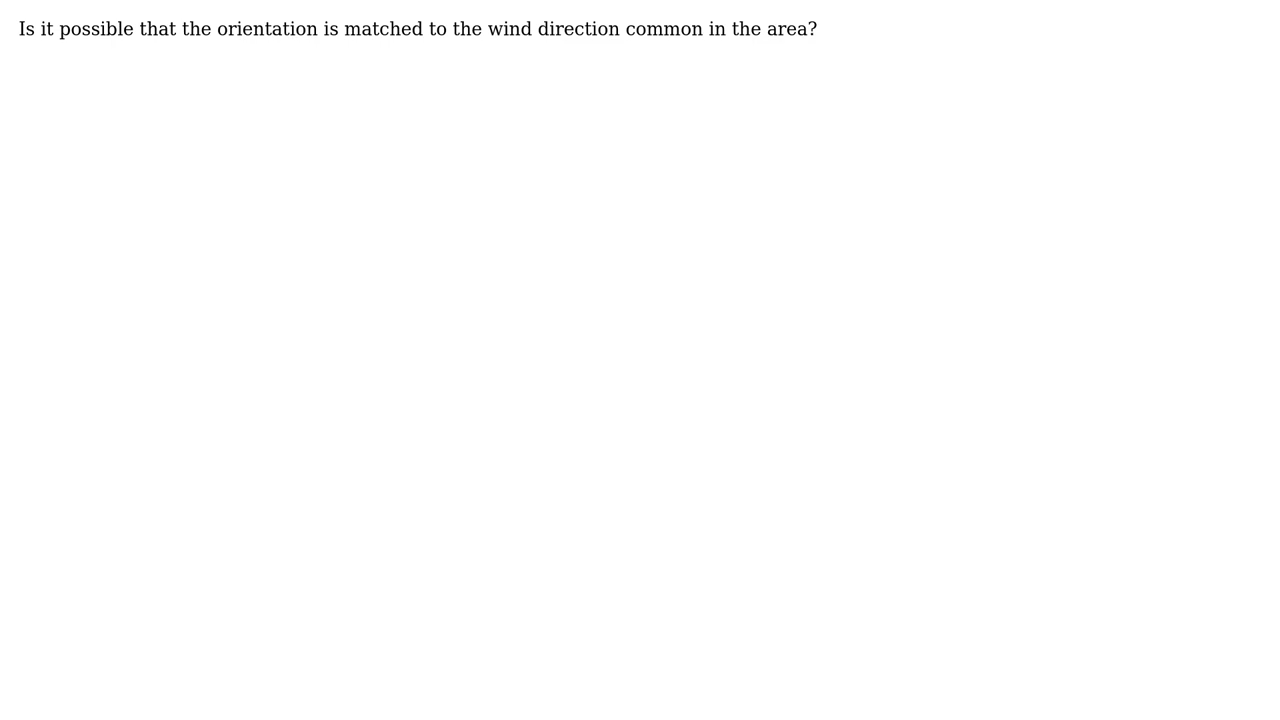 Is it possible that the orientation is matched to the wind direction common in the area?